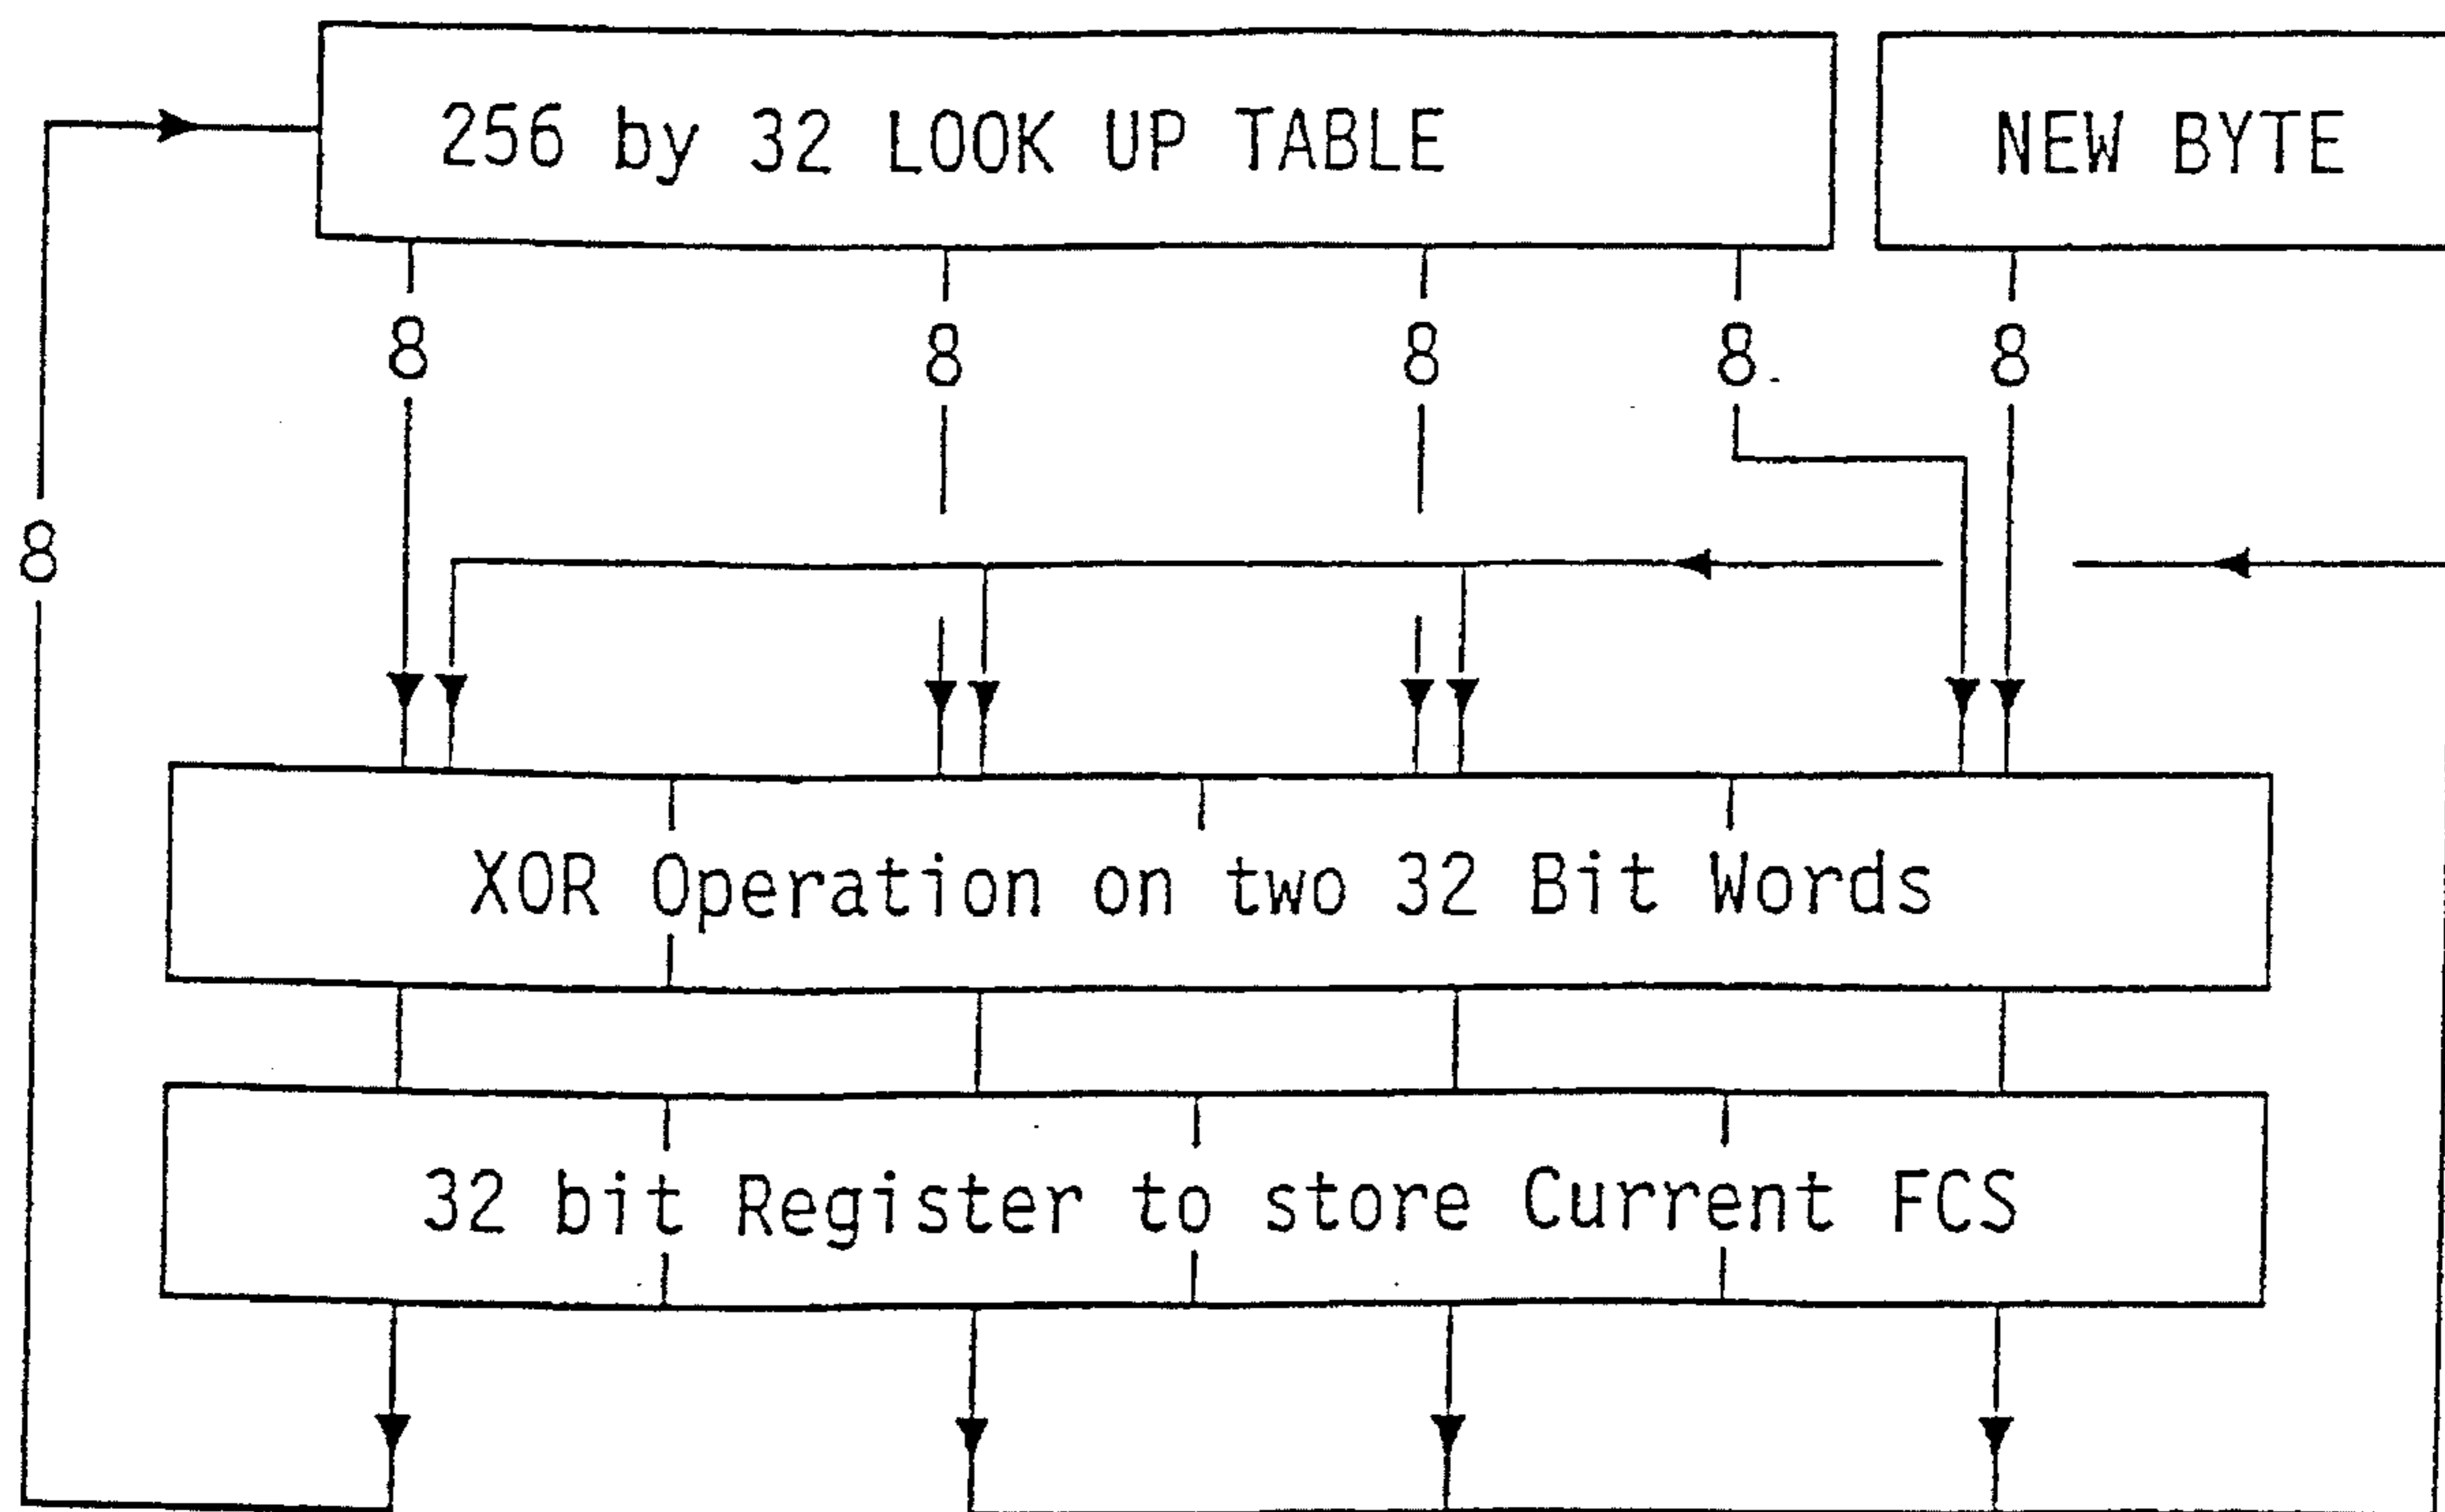 256 by 32 LOOK UP TABLE
NEW BYTE
8 8 8 8 8
8
XOR Operation on two 32 Bit Words
32 bit Register to store Current FCS